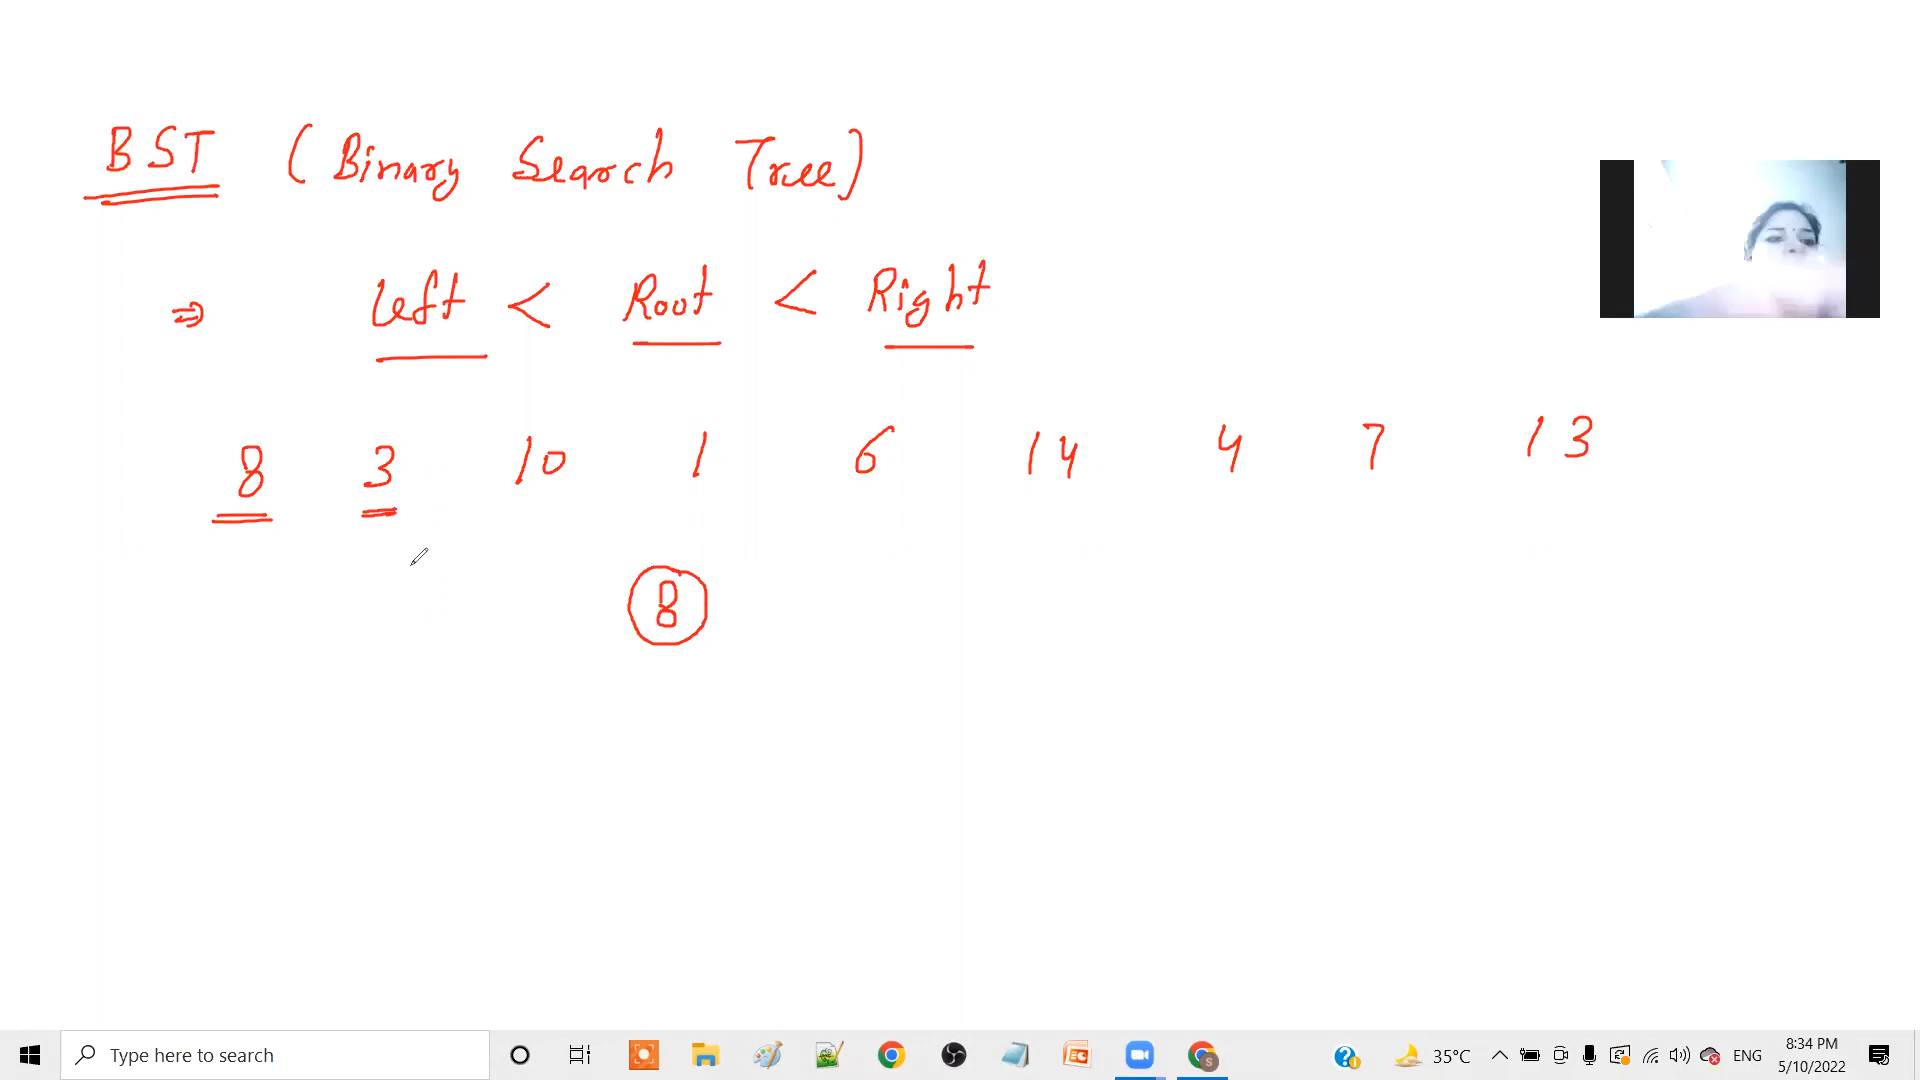 BST (Binary Search Tree)
⇒ Left < Root < Right
8 3 10 1 6 14 4 7 13
8
Type here to search
35°C
ENG
8:34 PM
5/10/2022